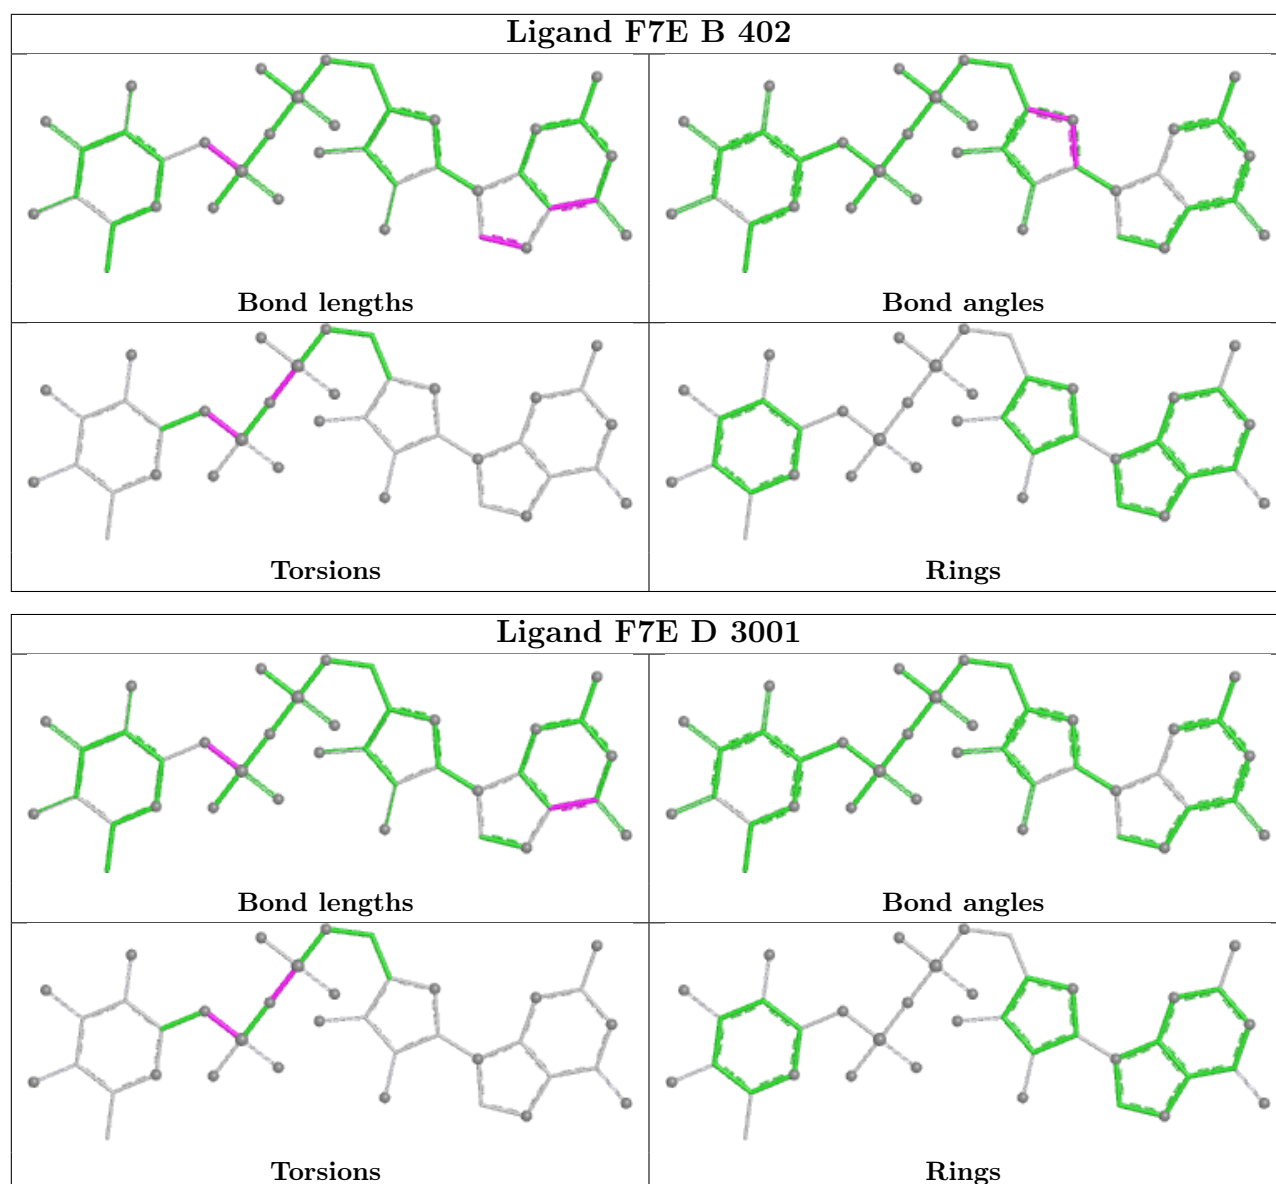 Ligand F7E B 402
Bond lengths
Bond angles
Torsions
Rings
Ligand F7E D 3001
Bond lengths
Bond angles
Torsions
Rings